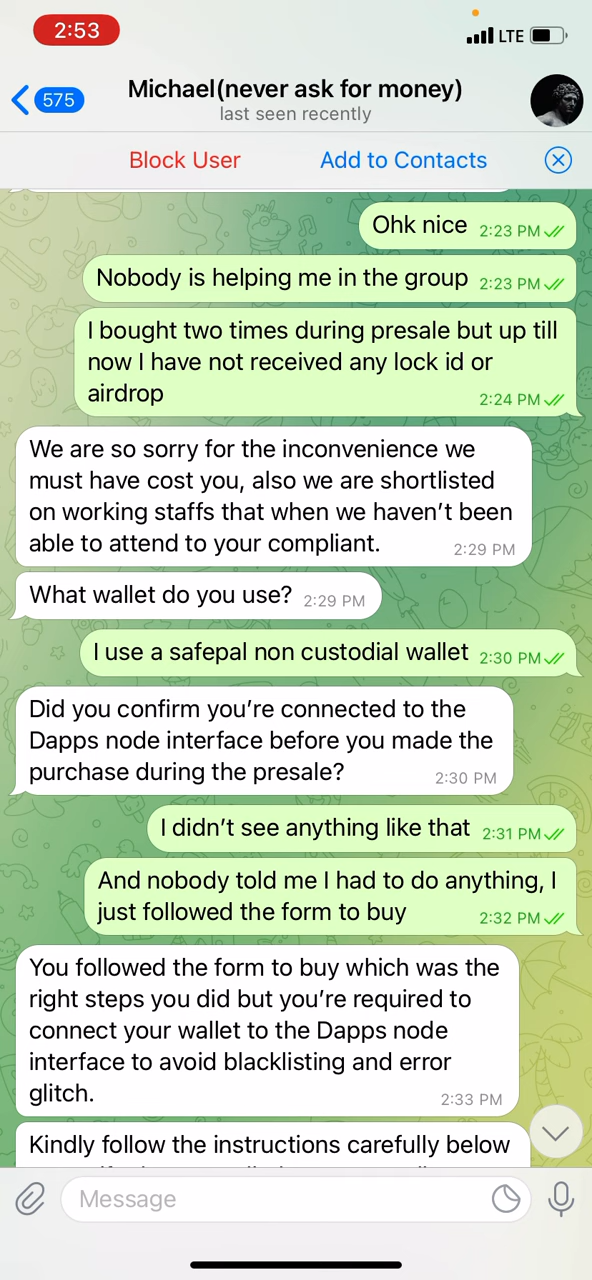 2:53
LTE
575
Michael(never ask for money)
last seen recently
Block User
Add to Contacts
Ohk nice 2:23 PM
Nobody is helping me in the group 2:23 PM
I bought two times during presale but up till
now I have not received any lock id or
airdrop 2:24 PM
We are so sorry for the inconvenience we
must have cost you, also we are shortlisted
on working staffs that when we haven't been
able to attend to your compliant. 2:29 PM
What wallet do you use? 2:29 PM
I use a safepal non custodial wallet 2:30 PM
Did you confirm you're connected to the
Dapps node interface before you made the
purchase during the presale? 2:30 PM
I didn't see anything like that 2:31 PM
And nobody told me I had to do anything, I
just followed the form to buy 2:32 PM
You followed the form to buy which was the
right steps you did but you're required to
connect your wallet to the Dapps node
interface to avoid blacklisting and error
glitch. 2:33 PM
Kindly follow the instructions carefully below
Message